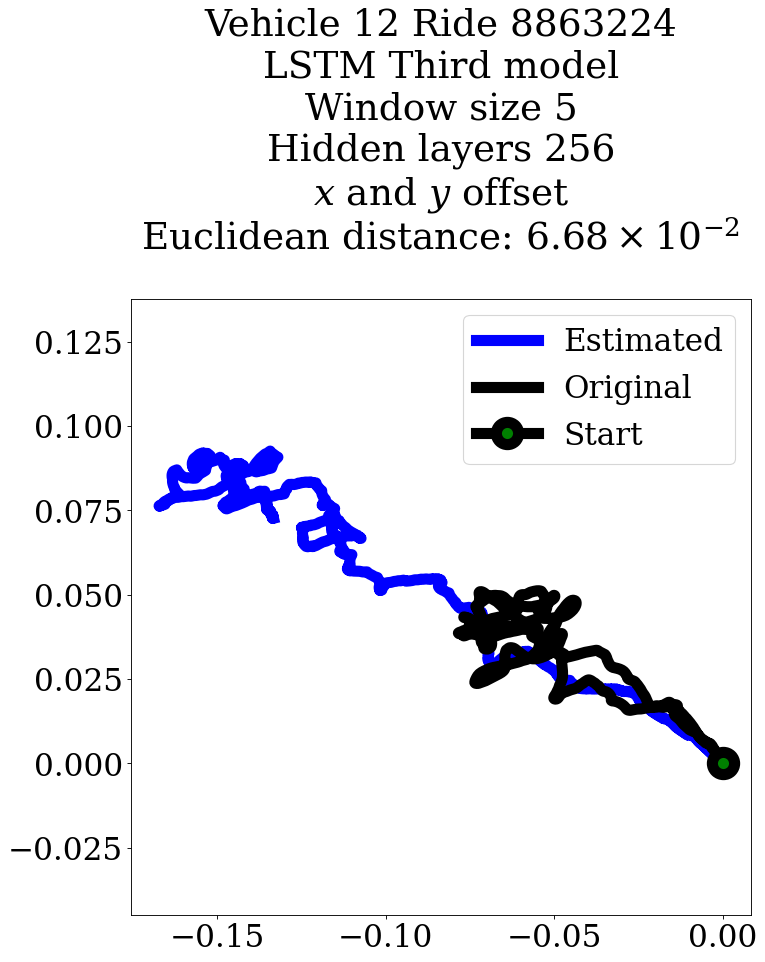 Vehicle 12 Ride 8863224
LSTM Third model
Window size 5
Hidden layers 256
x and y offset
Euclidean distance: 6.68 × 10⁻²
Estimated
Original
Start
0.125
0.100
0.075
0.050
0.025
0.000
−0.025
−0.15 −0.10 −0.05 0.00